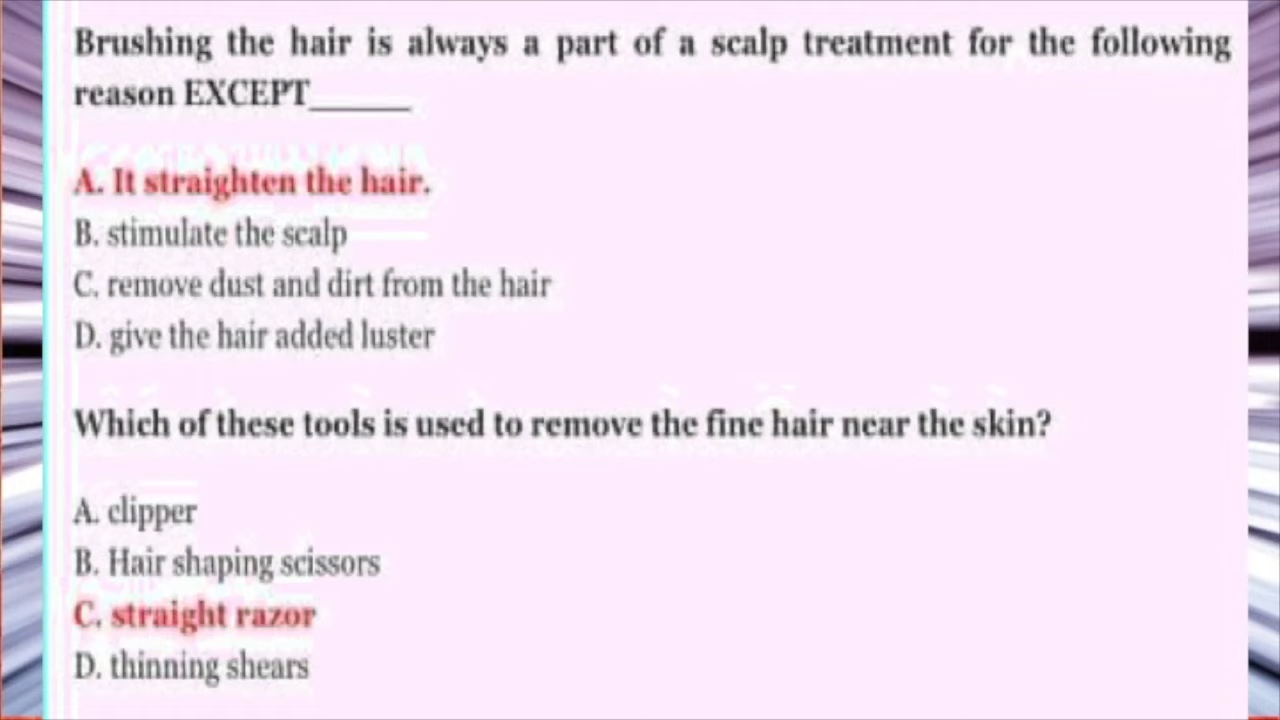 Brushing the hair is always a part of a scalp treatment for the following
reason EXCEPT______
A. It straighten the hair.
B. stimulate the scalp
C. remove dust and dirt from the hair
D. give the hair added luster
Which of these tools is used to remove the fine hair near the skin?
A. clipper
B. Hair shaping scissors
C. straight razor
D. thinning shears